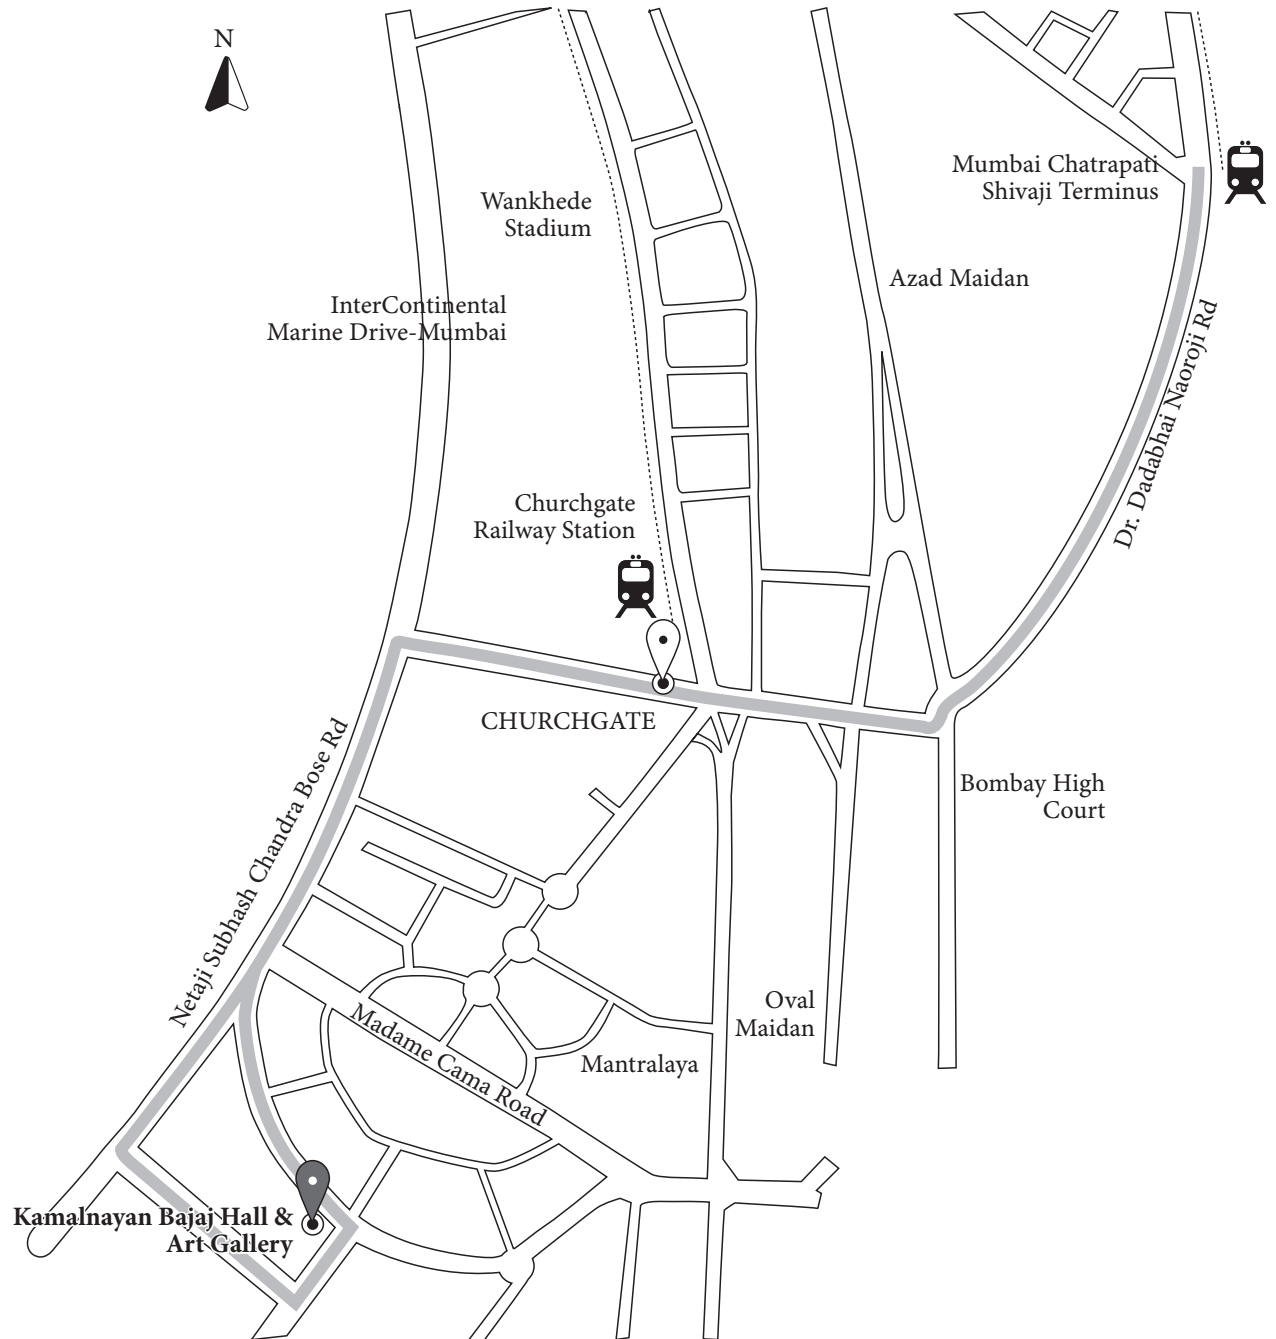 N
Mumbai Chatrapati
Shivaji Terminus
Wankhede
Stadium
Azad Maidan
InterContinental
Marine Drive-Mumbai
Dr. Dadabhai Naoroji Rd
Churchgate
Railway Station
CHURCHGATE
Netaji Subhash Chandra Bose Rd
Bombay High
Court
Oval
Maidan
Madame Cama Road
Mantralaya
Kamalnayan Bajaj Hall &
Art Gallery